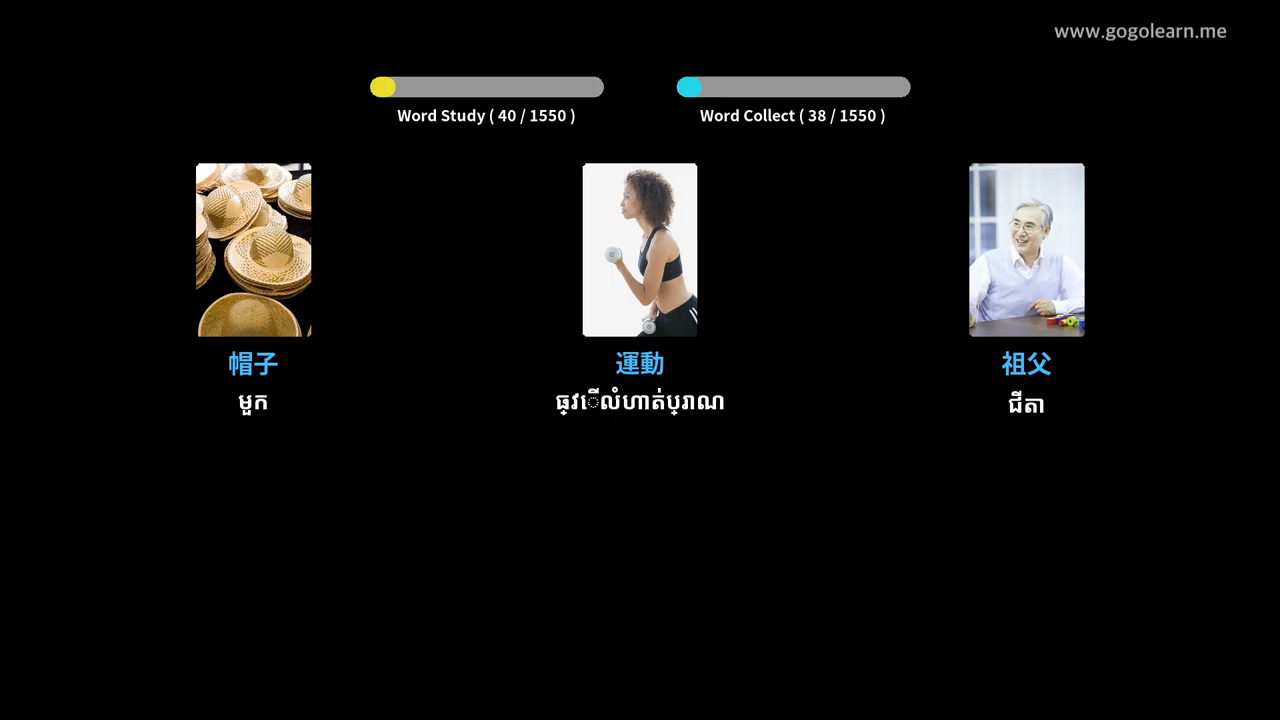 www.gogolearn.me
Word Study ( 40 / 1550 )
Word Collect ( 38 / 1550 )
帽子
運動
祖父
មួក
ធ្វើលំហាត់ប្រាណ
ជីតា